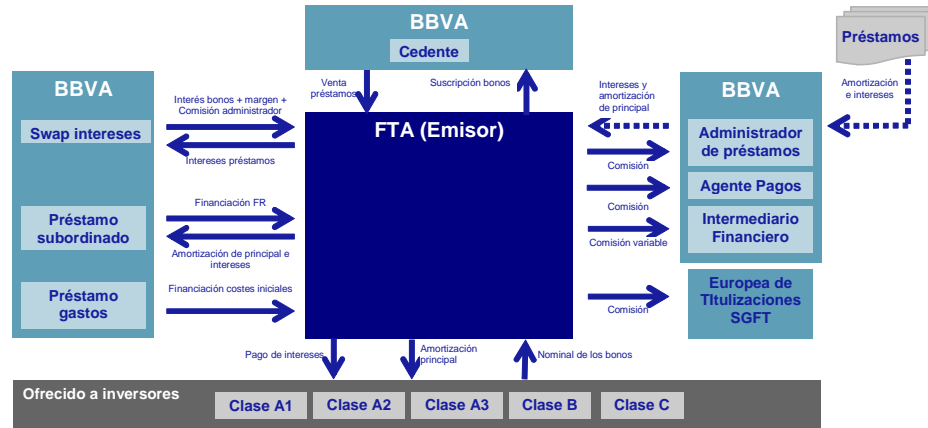 BBVA
Cedente
Préstamos
Venta
préstamos
Suscripción bonos
Amortización
e intereses
BBVA
Swap intereses
Interés bonos + margen +
Comisión administrador
Intereses préstamos
Préstamo
subordinado
Financiación FR
Amortización de principal e
intereses
Préstamo
gastos
Financiación costes iniciales
FTA (Emisor)
Intereses y
amortización
de principal
BBVA
Administrador
de préstamos
Comisión
Agente Pagos
Comisión
Intermediario
Financiero
Comisión variable
Europea de
TItulizaciones
SGFT
Comisión
Pago de intereses
Amortización
principal
Nominal de los bonos
Ofrecido a inversores
Clase A1
Clase A2
Clase A3
Clase B
Clase C